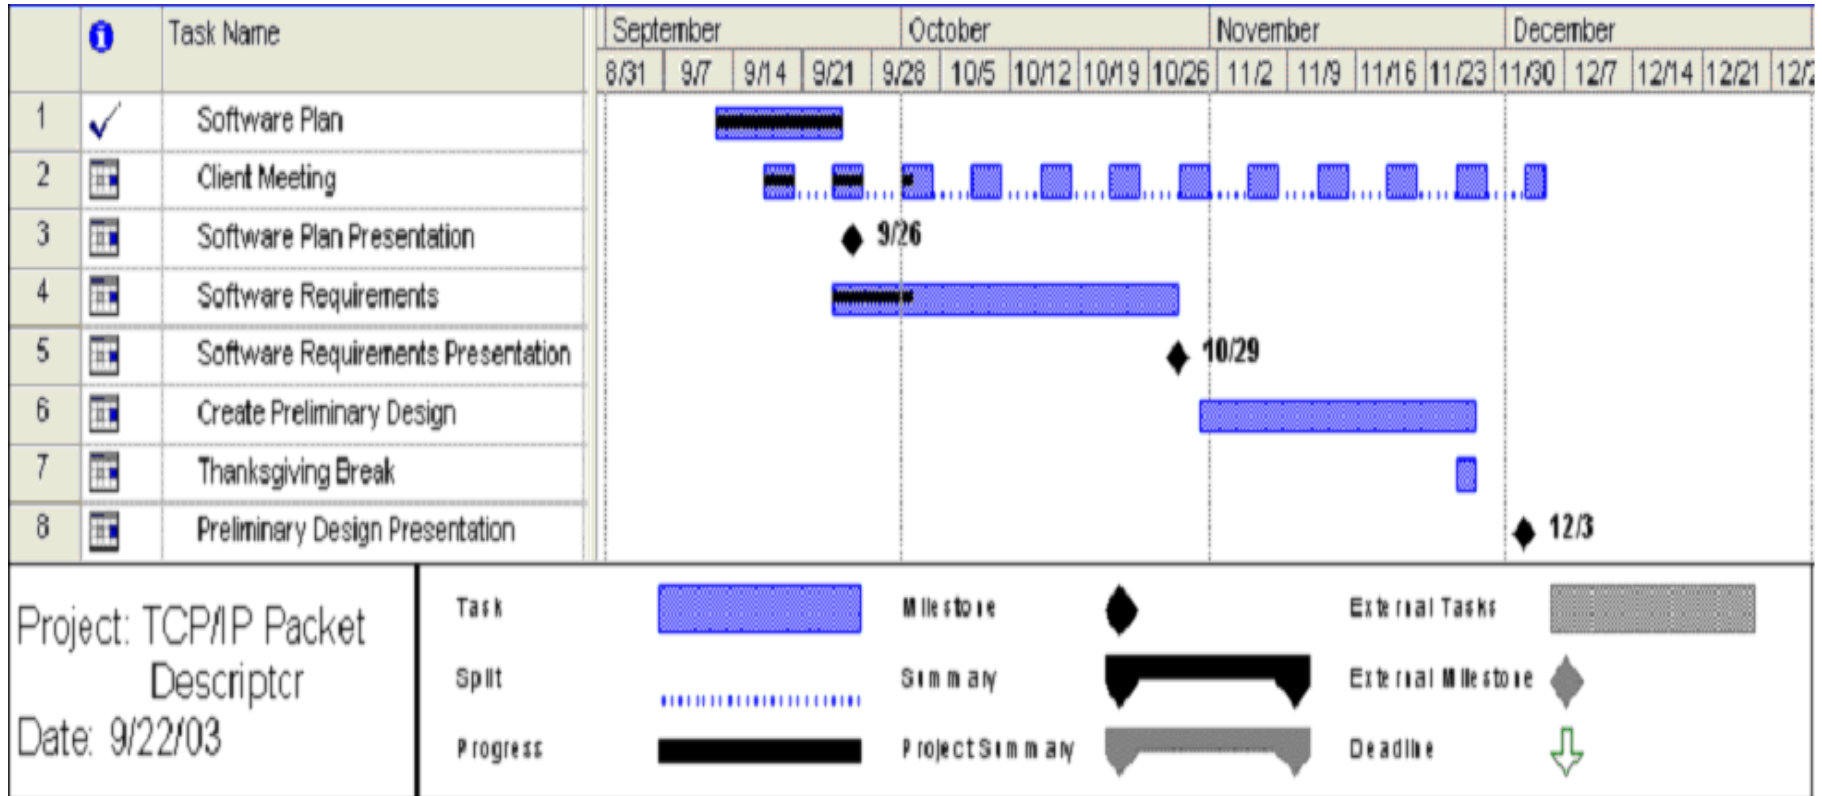 Task Name
September October November December
8/31 9/7 9/14 9/21 9/28 10/5 10/12 10/19 10/26 11/2 11/9 11/16 11/23 11/30 12/7 12/14 12/21
1 Software Plan
2 Client Meeting
3 Software Plan Presentation 9/26
4 Software Requirements
5 Software Requirements Presentation 10/29
6 Create Preliminary Design
7 Thanksgiving Break
8 Preliminary Design Presentation 12/3
Project: TCP/IP Packet
Descriptor
Date: 9/22/03
Task Milestone External Tasks
Split Summary External Milestone
Progress Project Summary Deadline